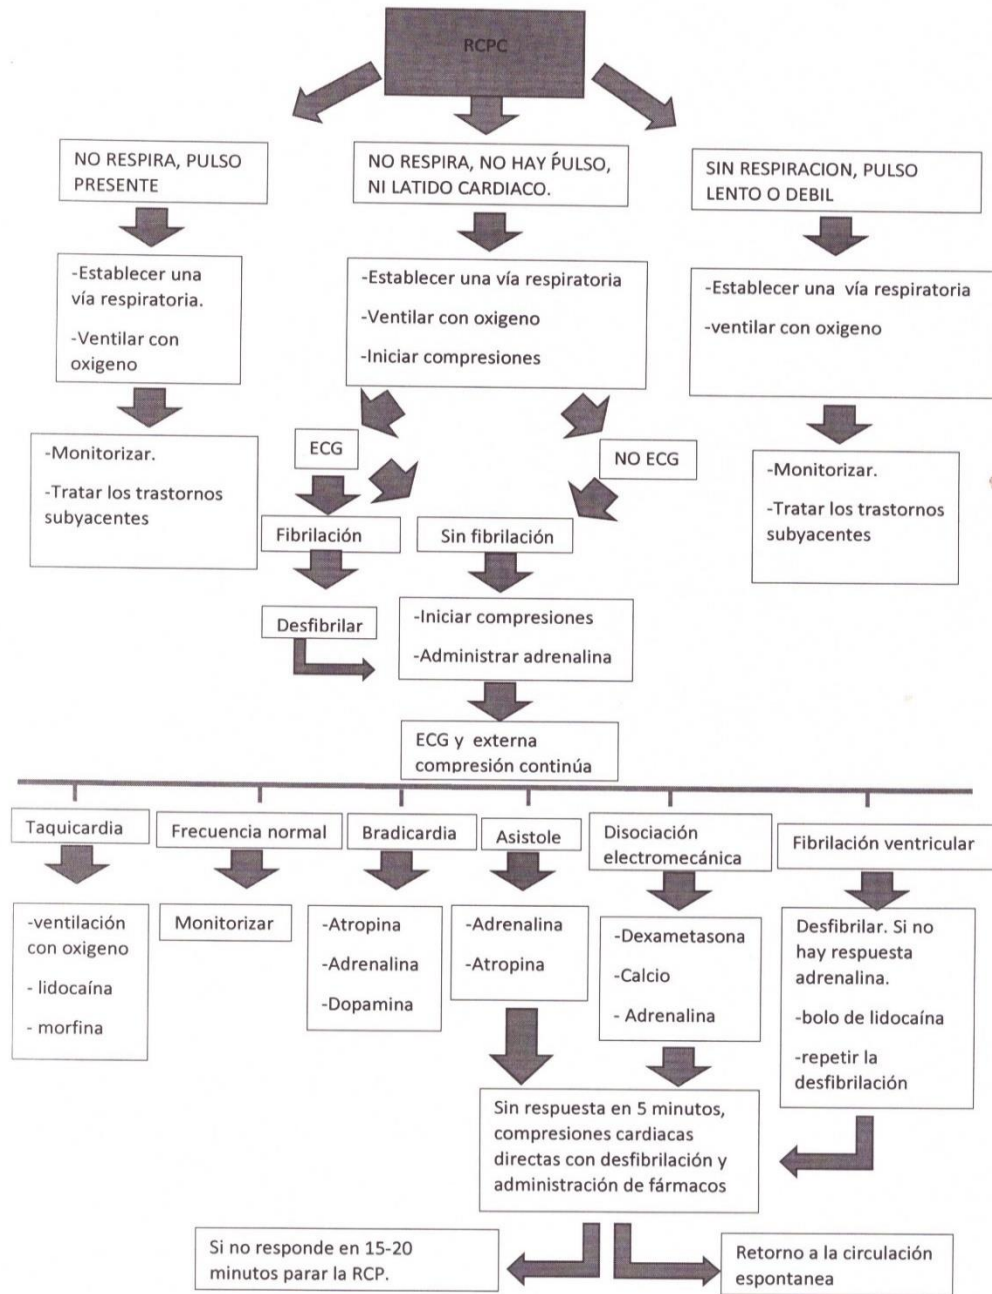 RCPC
NO RESPIRA, PULSO
PRESENTE
NO RESPIRA, NO HAY PULSO,
NI LATIDO CARDIACO.
SIN RESPIRACION, PULSO
LENTO O DEBIL
-Establecer una
vía respiratoria.
-Ventilar con
oxigeno
-Establecer una vía respiratoria
-Ventilar con oxigeno
-Iniciar compresiones
-Establecer una vía respiratoria
-ventilar con oxigeno
-Monitorizar.
-Tratar los trastornos
subyacentes
ECG
NO ECG
-Monitorizar.
-Tratar los trastornos
subyacentes
Fibrilación
Sin fibrilación
Desfibrilar
-Iniciar compresiones
-Administrar adrenalina
ECG y externa
compresión continúa
Taquicardia
Frecuencia normal
Bradicardia
Asistole
Disociación
electromecánica
Fibrilación ventricular
-ventilación
con oxigeno
- lidocaína
- morfina
Monitorizar
-Atropina
-Adrenalina
-Dopamina
-Adrenalina
-Atropina
-Dexametasona
-Calcio
- Adrenalina
Desfibrilar. Si no
hay respuesta
adrenalina.
-bolo de lidocaína
-repetir la
desfibrilación
Sin respuesta en 5 minutos,
compresiones cardiacas
directas con desfibrilación y
administración de fármacos
Si no responde en 15-20
minutos parar la RCP.
Retorno a la circulación
espontanea